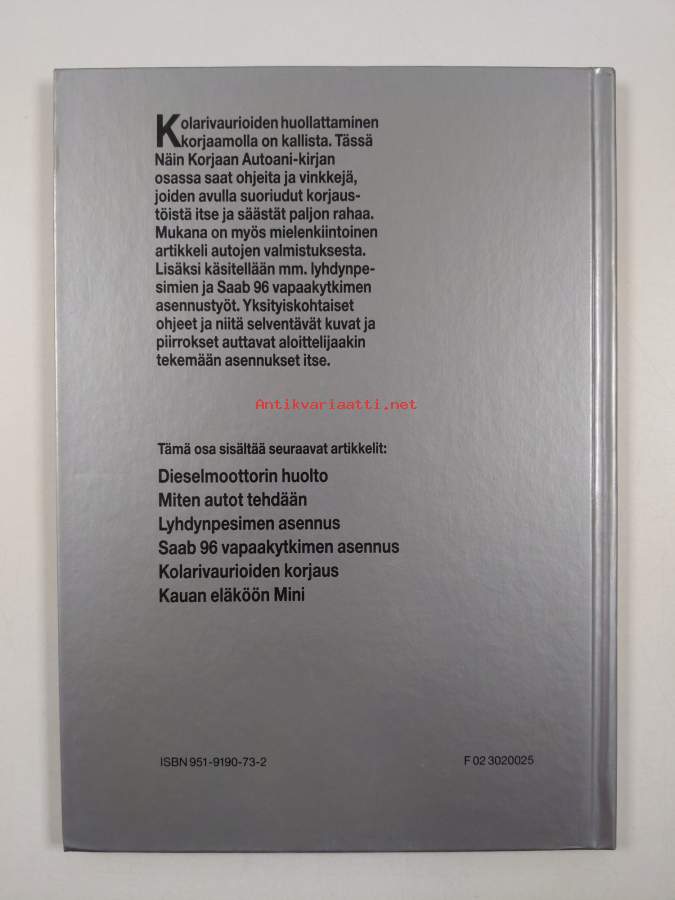 Kolarivaurioiden huollattaminen
korjaamolla on kallista. Tässä
Näin Korjaan Autoani-kirjan
osassa saat ohjeita ja vinkkejä,
joiden avulla suoriudut korjaus-
töistä itse ja säästät paljon rahaa.
Mukana on myös mielenkiintoinen
artikkeli autojen valmistuksesta.
Lisäksi käsitellään mm. lyhdynpe-
simien ja Saab 96 vapaakytkimen
asennustyöt. Yksityiskohtaiset
ohjeet ja niitä selventävät kuvat ja
piirrokset auttavat aloittelijaakin
tekemään asennukset itse.
Antikvariaatti.net
Tämä osa sisältää seuraavat artikkelit:
Dieselmoottorin huolto
Miten autot tehdään
Lyhdynpesimen asennus
Saab 96 vapaakytkimen asennus
Kolarivaurioiden korjaus
Kauan eläköön Mini
ISBN 951-9190-73-2
F 02 3020025